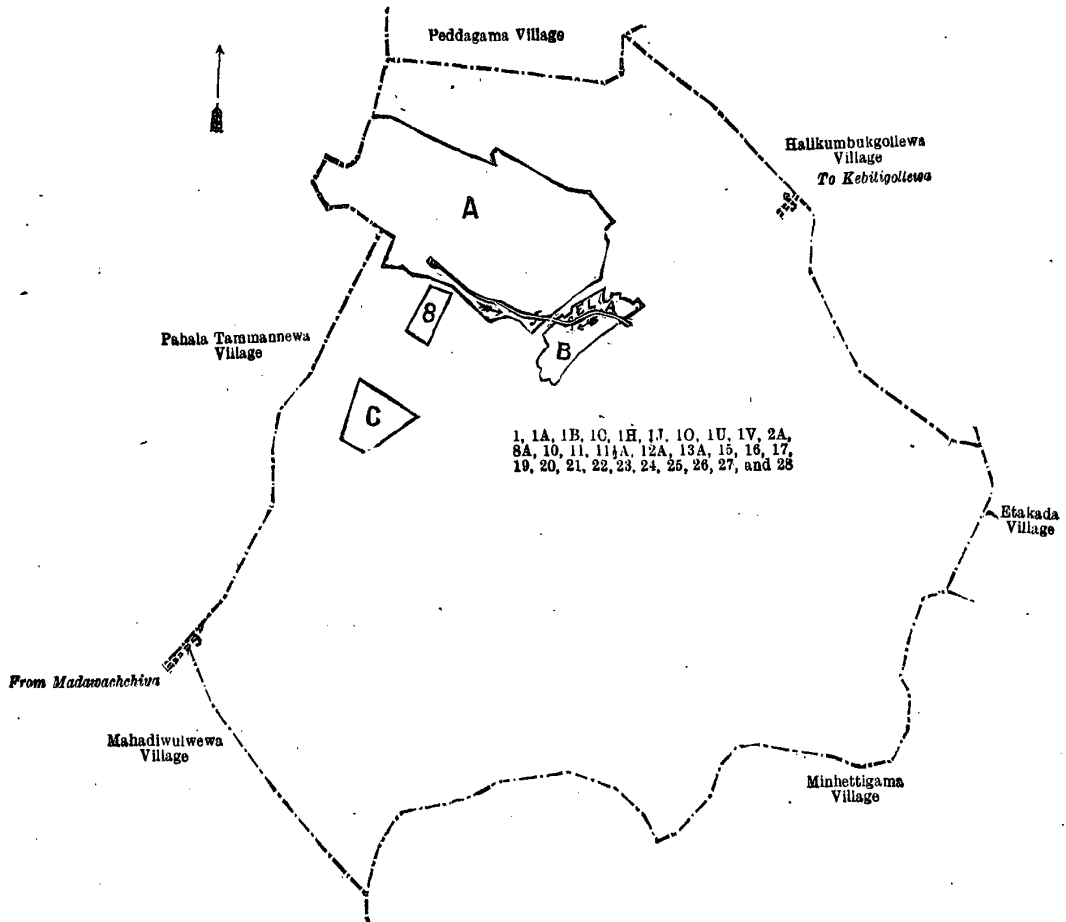 Peddagama Village
Halikumbukgollewa
Village
To Kebitigollewa
A
8
ELA
B
Pahala Tammannewa
Village
C
1, 1A, 1B, 1C, 1H, 1J, 1O, 1U, 1V, 2A,
8A, 10, 11, 11½A, 12A, 13A, 15, 16, 17,
19, 20, 21, 22, 23, 24, 25, 26, 27, and 28
Etakada
Village
From Madawachchiya
Mahadiwulwewa
Village
Minhettigama
Village